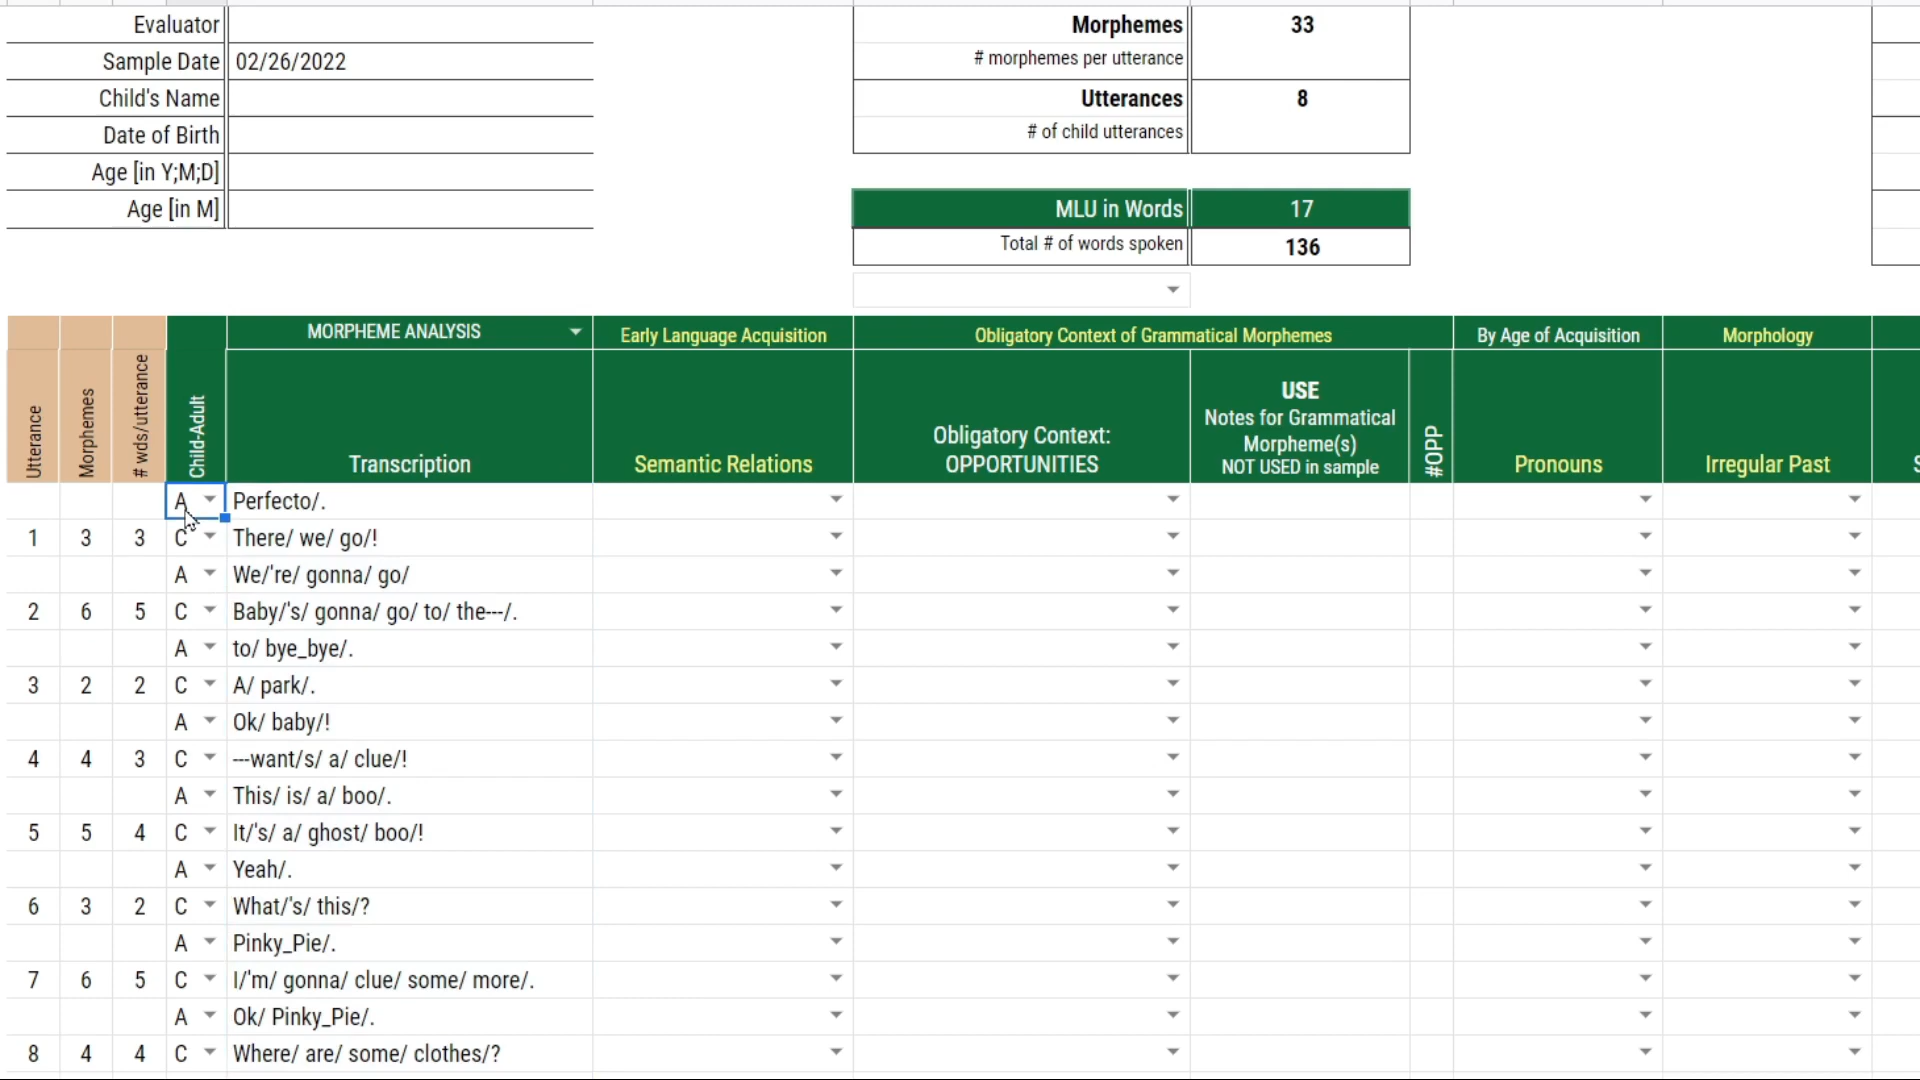 Evaluator
Sample Date 02/26/2022
Child's Name
Date of Birth
Age [in Y;M;D]
Age [in M]
Morphemes 33
# morphemes per utterance
Utterances 8
# of child utterances
MLU in Words 17
Total # of words spoken 136
MORPHEME ANALYSIS Early Language Acquisition Obligatory Context of Grammatical Morphemes By Age of Acquisition Morphology
Utterance
Morphemes
# wds/utterance
Child-Adult
Transcription
Semantic Relations
Obligatory Context:
OPPORTUNITIES
USE
Notes for Grammatical
Morpheme(s)
NOT USED in sample
#OPP
Pronouns
Irregular Past
S
A Perfecto/.
1 3 3 C There/ we/ go/!
A We/'re/ gonna/ go/
2 6 5 C Baby/'s/ gonna/ go/ to/ the---/.
A to/ bye_bye/.
3 2 2 C A/ park/.
A Ok/ baby/!
4 4 3 C ---want/s/ a/ clue/!
A This/ is/ a/ boo/.
5 5 4 C It/'s/ a/ ghost/ boo/!
A Yeah/.
6 3 2 C What/'s/ this/?
A Pinky_Pie/.
7 6 5 C I/'m/ gonna/ clue/ some/ more/.
A Ok/ Pinky_Pie/.
8 4 4 C Where/ are/ some/ clothes/?